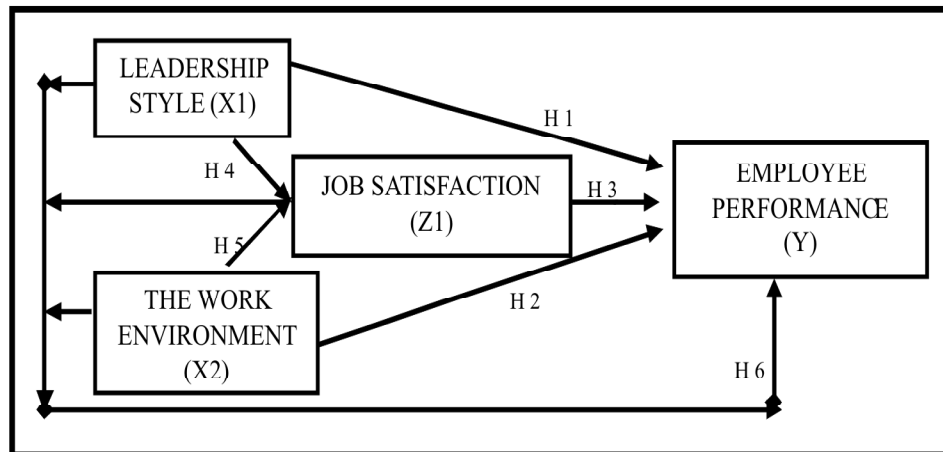 LEADERSHIP
STYLE (X1)
H 1
H 4
JOB SATISFACTION
(Z1)
H 3
EMPLOYEE
PERFORMANCE
(Y)
H 5
THE WORK
ENVIRONMENT
(X2)
H 2
H 6